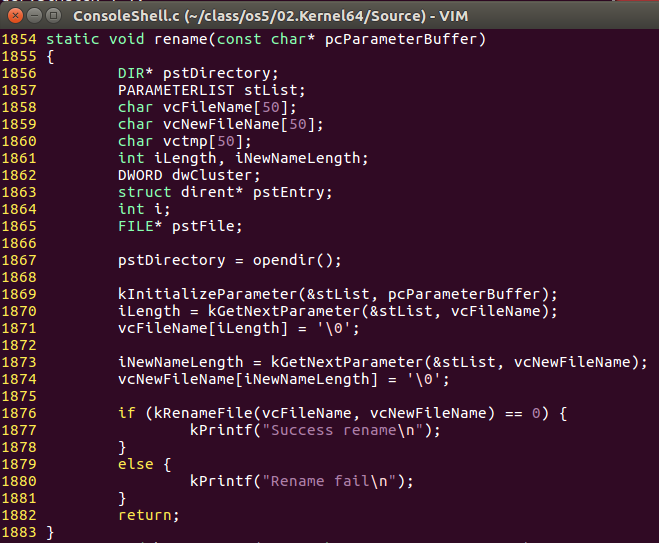 ConsoleShell.c (~/class/os5/02.Kernel64/Source) - VIM
1854 static void rename(const char* pcParameterBuffer)
1855 {
1856         DIR* pstDirectory;
1857         PARAMETERLIST stList;
1858         char vcFileName[50];
1859         char vcNewFileName[50];
1860         char vctmp[50];
1861         int iLength, iNewNameLength;
1862         DWORD dwCluster;
1863         struct dirent* pstEntry;
1864         int i;
1865         FILE* pstFile;
1866
1867         pstDirectory = opendir();
1868
1869         kInitializeParameter(&stList, pcParameterBuffer);
1870         iLength = kGetNextParameter(&stList, vcFileName);
1871         vcFileName[iLength] = '\0';
1872
1873         iNewNameLength = kGetNextParameter(&stList, vcNewFileName);
1874         vcNewFileName[iNewNameLength] = '\0';
1875
1876         if (kRenameFile(vcFileName, vcNewFileName) == 0) {
1877                 kPrintf("Success rename\n");
1878         }
1879         else {
1880                 kPrintf("Rename fail\n");
1881         }
1882         return;
1883 }